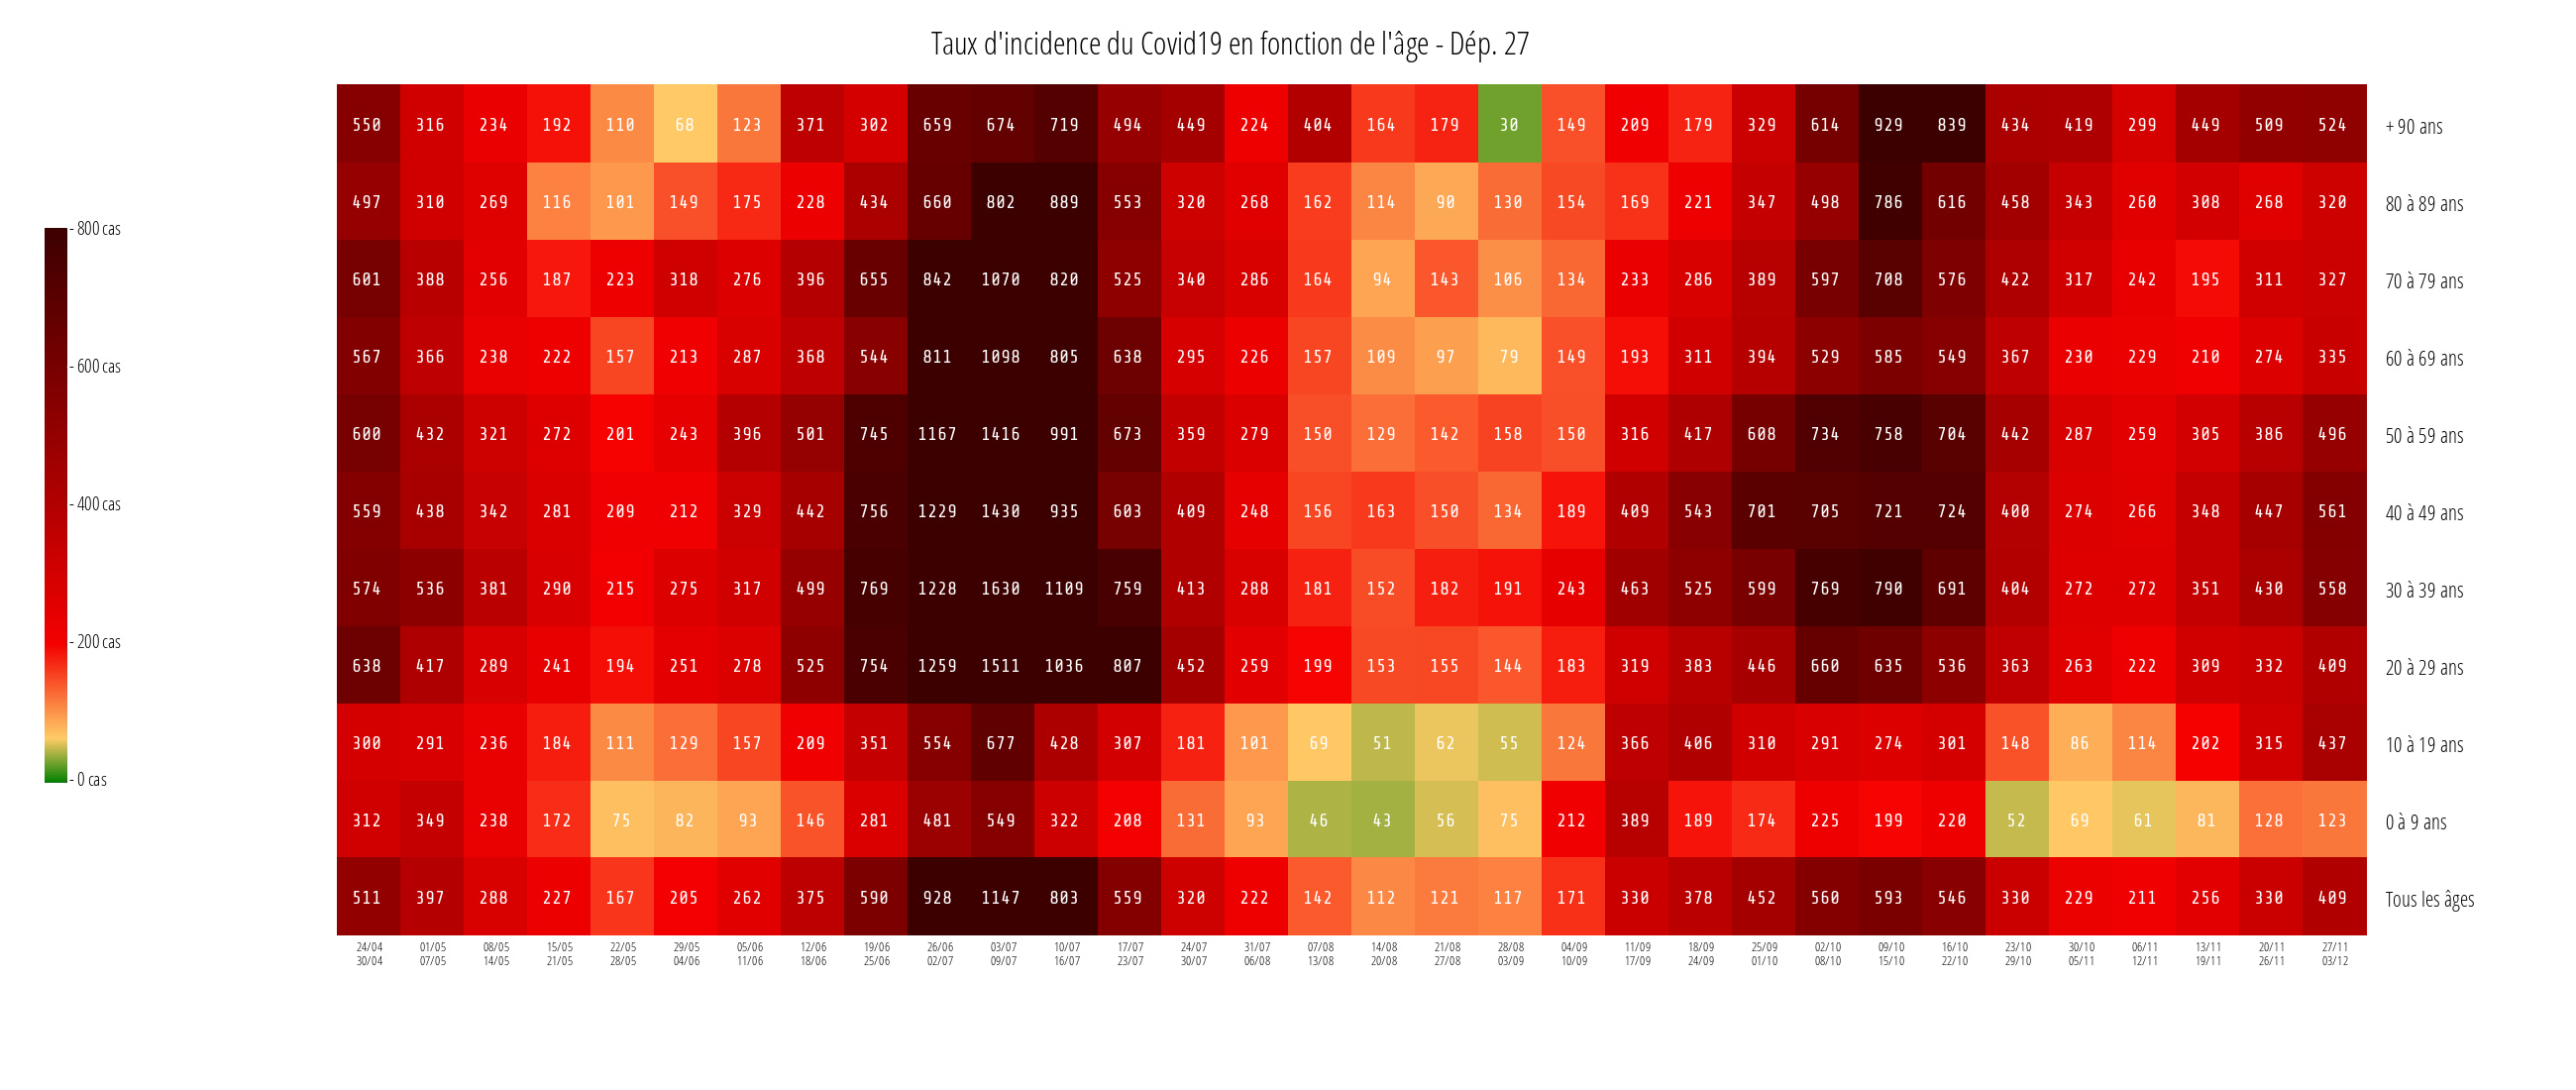 Taux d'incidence du Covid19 en fonction de l'âge - Dép. 27
- 800 cas
- 600 cas
- 400 cas
- 200 cas
- 0 cas
550 316 234 192 110 68 123 371 302 659 674 719 494 449 224 404 164 179 30 149 209 179 329 614 929 839 434 419 299 449 509 524 + 90 ans
497 310 269 116 101 149 175 228 434 660 802 889 553 320 268 162 114 90 130 154 169 221 347 498 786 616 458 343 260 308 268 320 80 à 89 ans
601 388 256 187 223 318 276 396 655 842 1070 820 525 340 286 164 94 143 106 134 233 286 389 597 708 576 422 317 242 195 311 327 70 à 79 ans
567 366 238 222 157 213 287 368 544 811 1098 805 638 295 226 157 109 97 79 149 193 311 394 529 585 549 367 230 229 210 274 335 60 à 69 ans
600 432 321 272 201 243 396 501 745 1167 1416 991 673 359 279 150 129 142 158 150 316 417 608 734 758 704 442 287 259 305 386 496 50 à 59 ans
559 438 342 281 209 212 329 442 756 1229 1430 935 603 409 248 156 163 150 134 189 409 543 701 705 721 724 400 274 266 348 447 561 40 à 49 ans
574 536 381 290 215 275 317 499 769 1228 1630 1109 759 413 288 181 152 182 191 243 463 525 599 769 790 691 404 272 272 351 430 558 30 à 39 ans
638 417 289 241 194 251 278 525 754 1259 1511 1036 807 452 259 199 153 155 144 183 319 383 446 660 635 536 363 263 222 309 332 409 20 à 29 ans
300 291 236 184 111 129 157 209 351 554 677 428 307 181 101 69 51 62 55 124 366 406 310 291 274 301 148 86 114 202 315 437 10 à 19 ans
312 349 238 172 75 82 93 146 281 481 549 322 208 131 93 46 43 56 75 212 389 189 174 225 199 220 52 69 61 81 128 123 0 à 9 ans
511 397 288 227 167 205 262 375 590 928 1147 803 559 320 222 142 112 121 117 171 330 378 452 560 593 546 330 229 211 256 330 409 Tous les âges
24/04 01/05 08/05 15/05 22/05 29/05 05/06 12/06 19/06 26/06 03/07 10/07 17/07 24/07 31/07 07/08 14/08 21/08 28/08 04/09 11/09 18/09 25/09 02/10 09/10 16/10 23/10 30/10 06/11 13/11 20/11 27/11
30/04 07/05 14/05 21/05 28/05 04/06 11/06 18/06 25/06 02/07 09/07 16/07 23/07 30/07 06/08 13/08 20/08 27/08 03/09 10/09 17/09 24/09 01/10 08/10 15/10 22/10 29/10 05/11 12/11 19/11 26/11 03/12